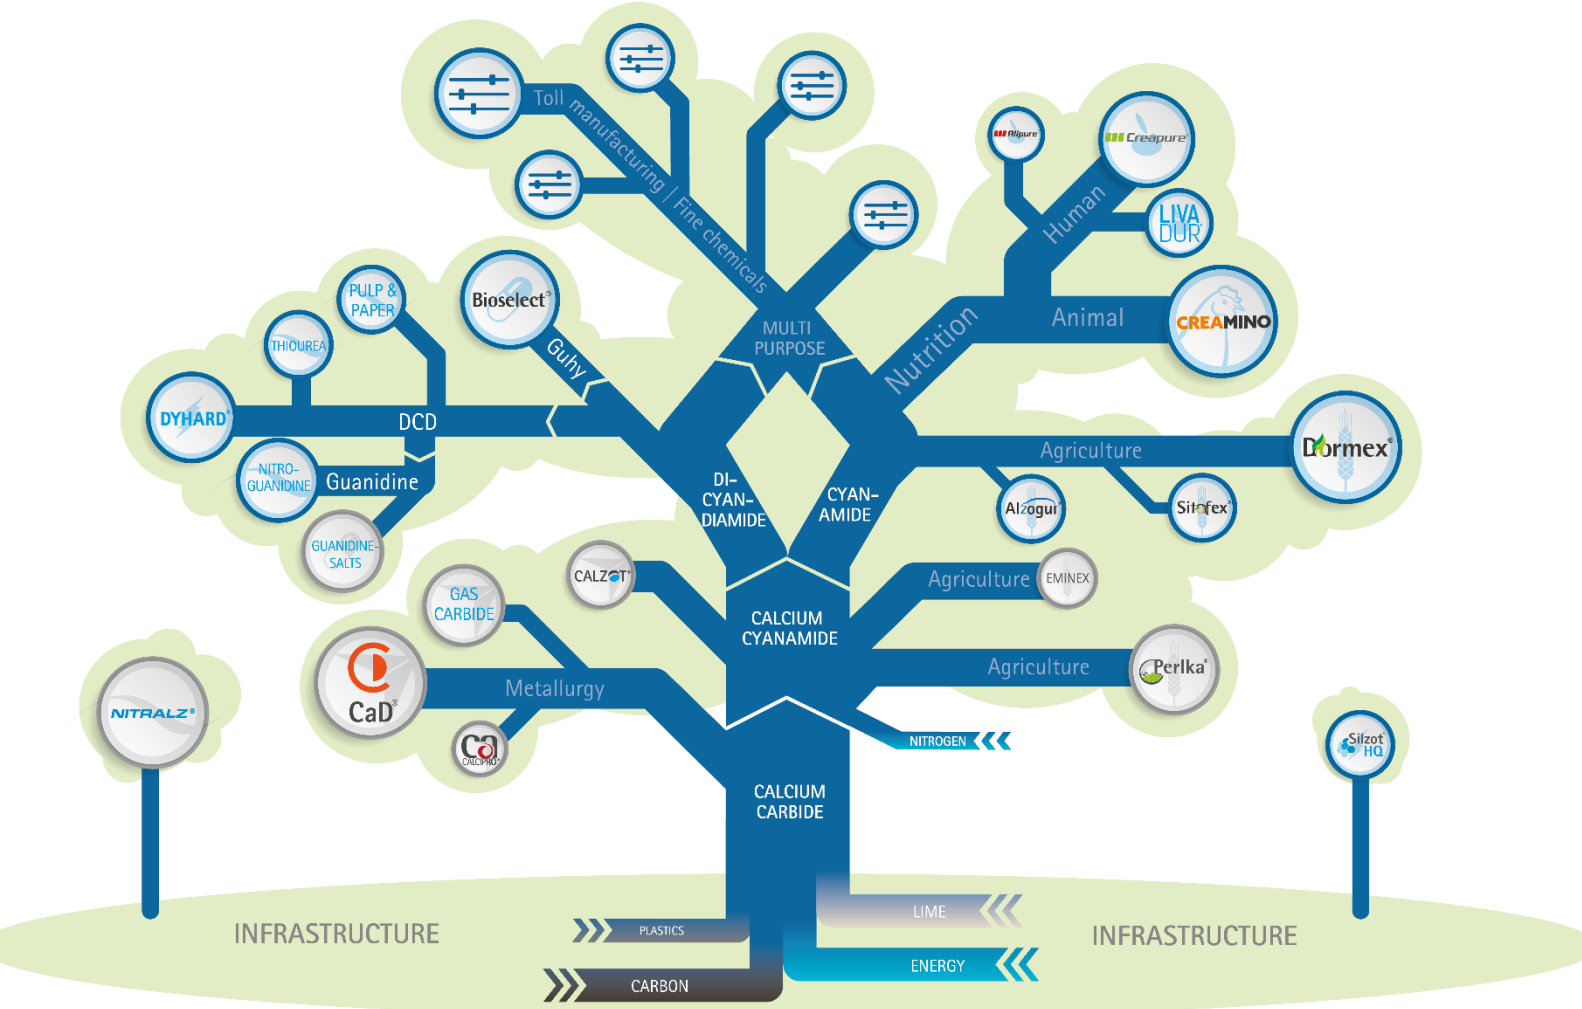 Toll manufacturing | Fine chemicals
Alipure®
Creapure®
Human
LIVA
DUR®
Bioselect®
PULP &
PAPER
THIOUREA
Guhy
MULTI
PURPOSE
Nutrition
Animal
CREAMINO
DYHARD®
DCD
Agriculture
Dormex®
NITRO-
GUANIDINE
Guanidine
DI-
CYAN-
DIAMIDE
CYAN-
AMIDE
Alzogur®
Sitofex®
GUANIDINE-
SALTS
CALZOT®
Agriculture
EMINEX
GAS
CARBIDE
CALCIUM
CYANAMIDE
Agriculture
Perlka®
CaD®
Metallurgy
NITRALZ®
CALCIPRO®
NITROGEN
Silzot®
HQ
CALCIUM
CARBIDE
INFRASTRUCTURE
PLASTICS
LIME
INFRASTRUCTURE
CARBON
ENERGY